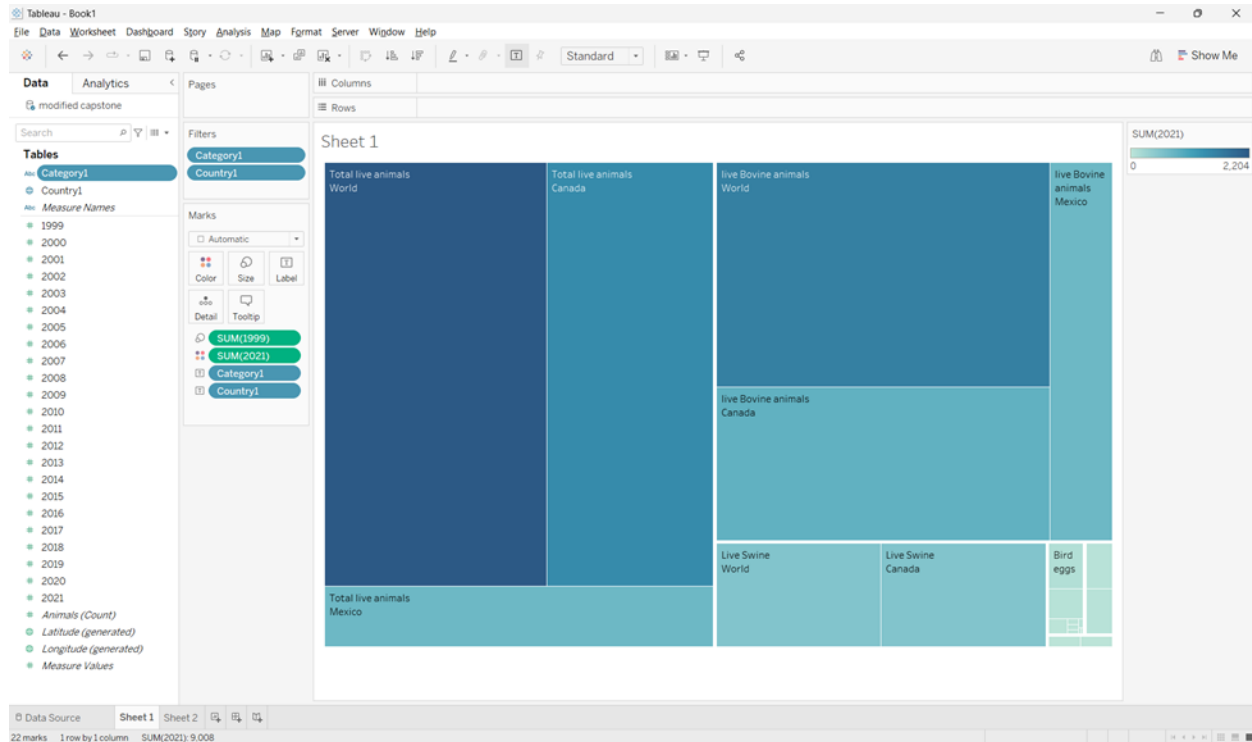 Tableau - Book1
File Data Worksheet Dashboard Story Analysis Map Format Server Window Help
Standard
Show Me
Data Analytics
modified capstone
Search
Tables
Abc Category1
Country1
Abc Measure Names
1999
2000
2001
2002
2003
2004
2005
2006
2007
2008
2009
2010
2011
2012
2013
2014
2015
2016
2017
2018
2019
2020
2021
Animals (Count)
Latitude (generated)
Longitude (generated)
Measure Values
Pages
Filters
Category1
Country1
Marks
Automatic
Color Size Label
Detail Tooltip
SUM(1999)
SUM(2021)
Category1
Country1
Columns
Rows
Sheet 1
Total live animals
World
Total live animals
Canada
Total live animals
Mexico
live Bovine animals
World
live Bovine
animals
Mexico
live Bovine animals
Canada
Live Swine
World
Live Swine
Canada
Bird
eggs
SUM(2021)
0 2,204
Data Source Sheet 1 Sheet 2
22 marks 1 row by 1 column SUM(2021): 9,008